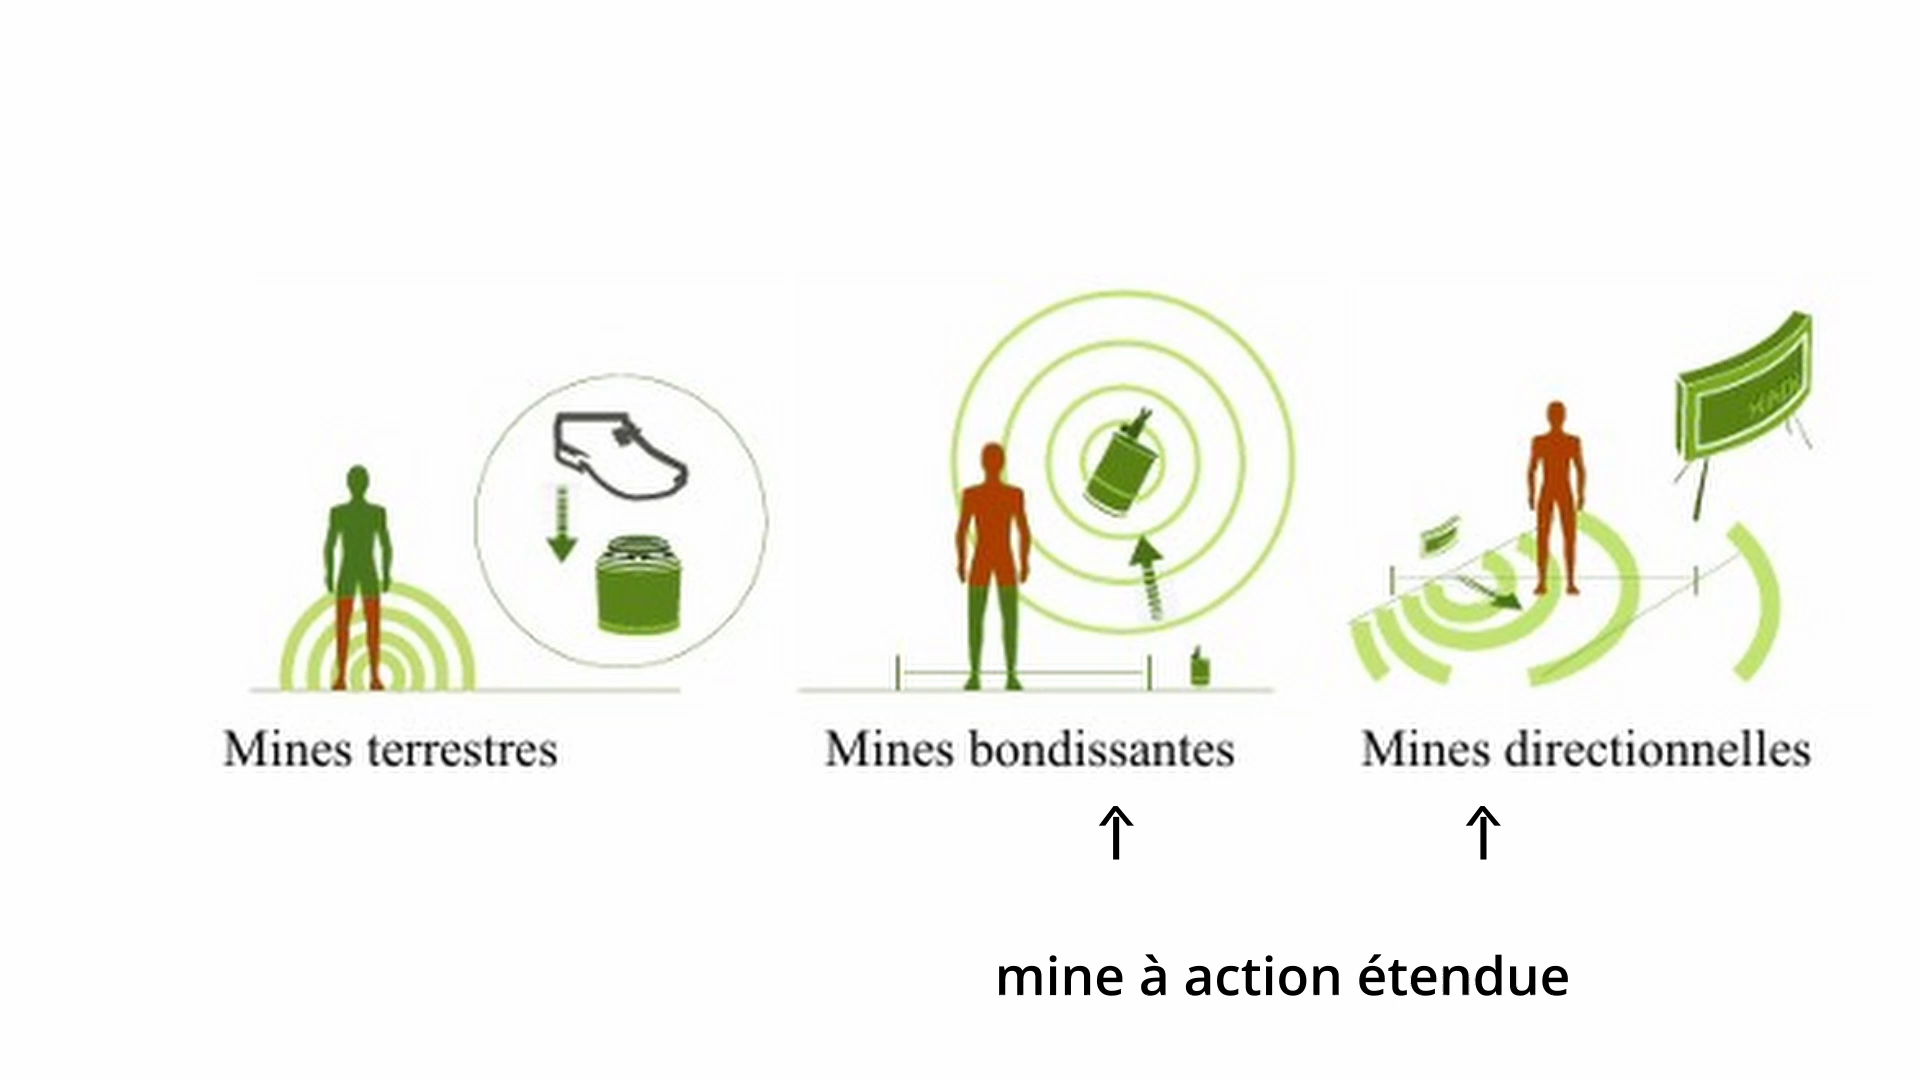 Mines terrestres
Mines bondissantes
Mines directionnelles
mine à action étendue